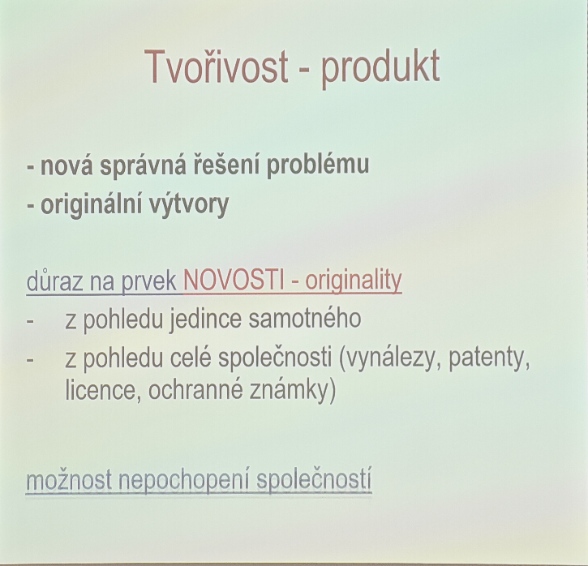 Tvořivost - produkt
- nová správná řešení problému
- originální výtvory
důraz na prvek NOVOSTI - originality
- z pohledu jedince samotného
- z pohledu celé společnosti (vynálezy, patenty,
licence, ochranné známky)
možnost nepochopení společností